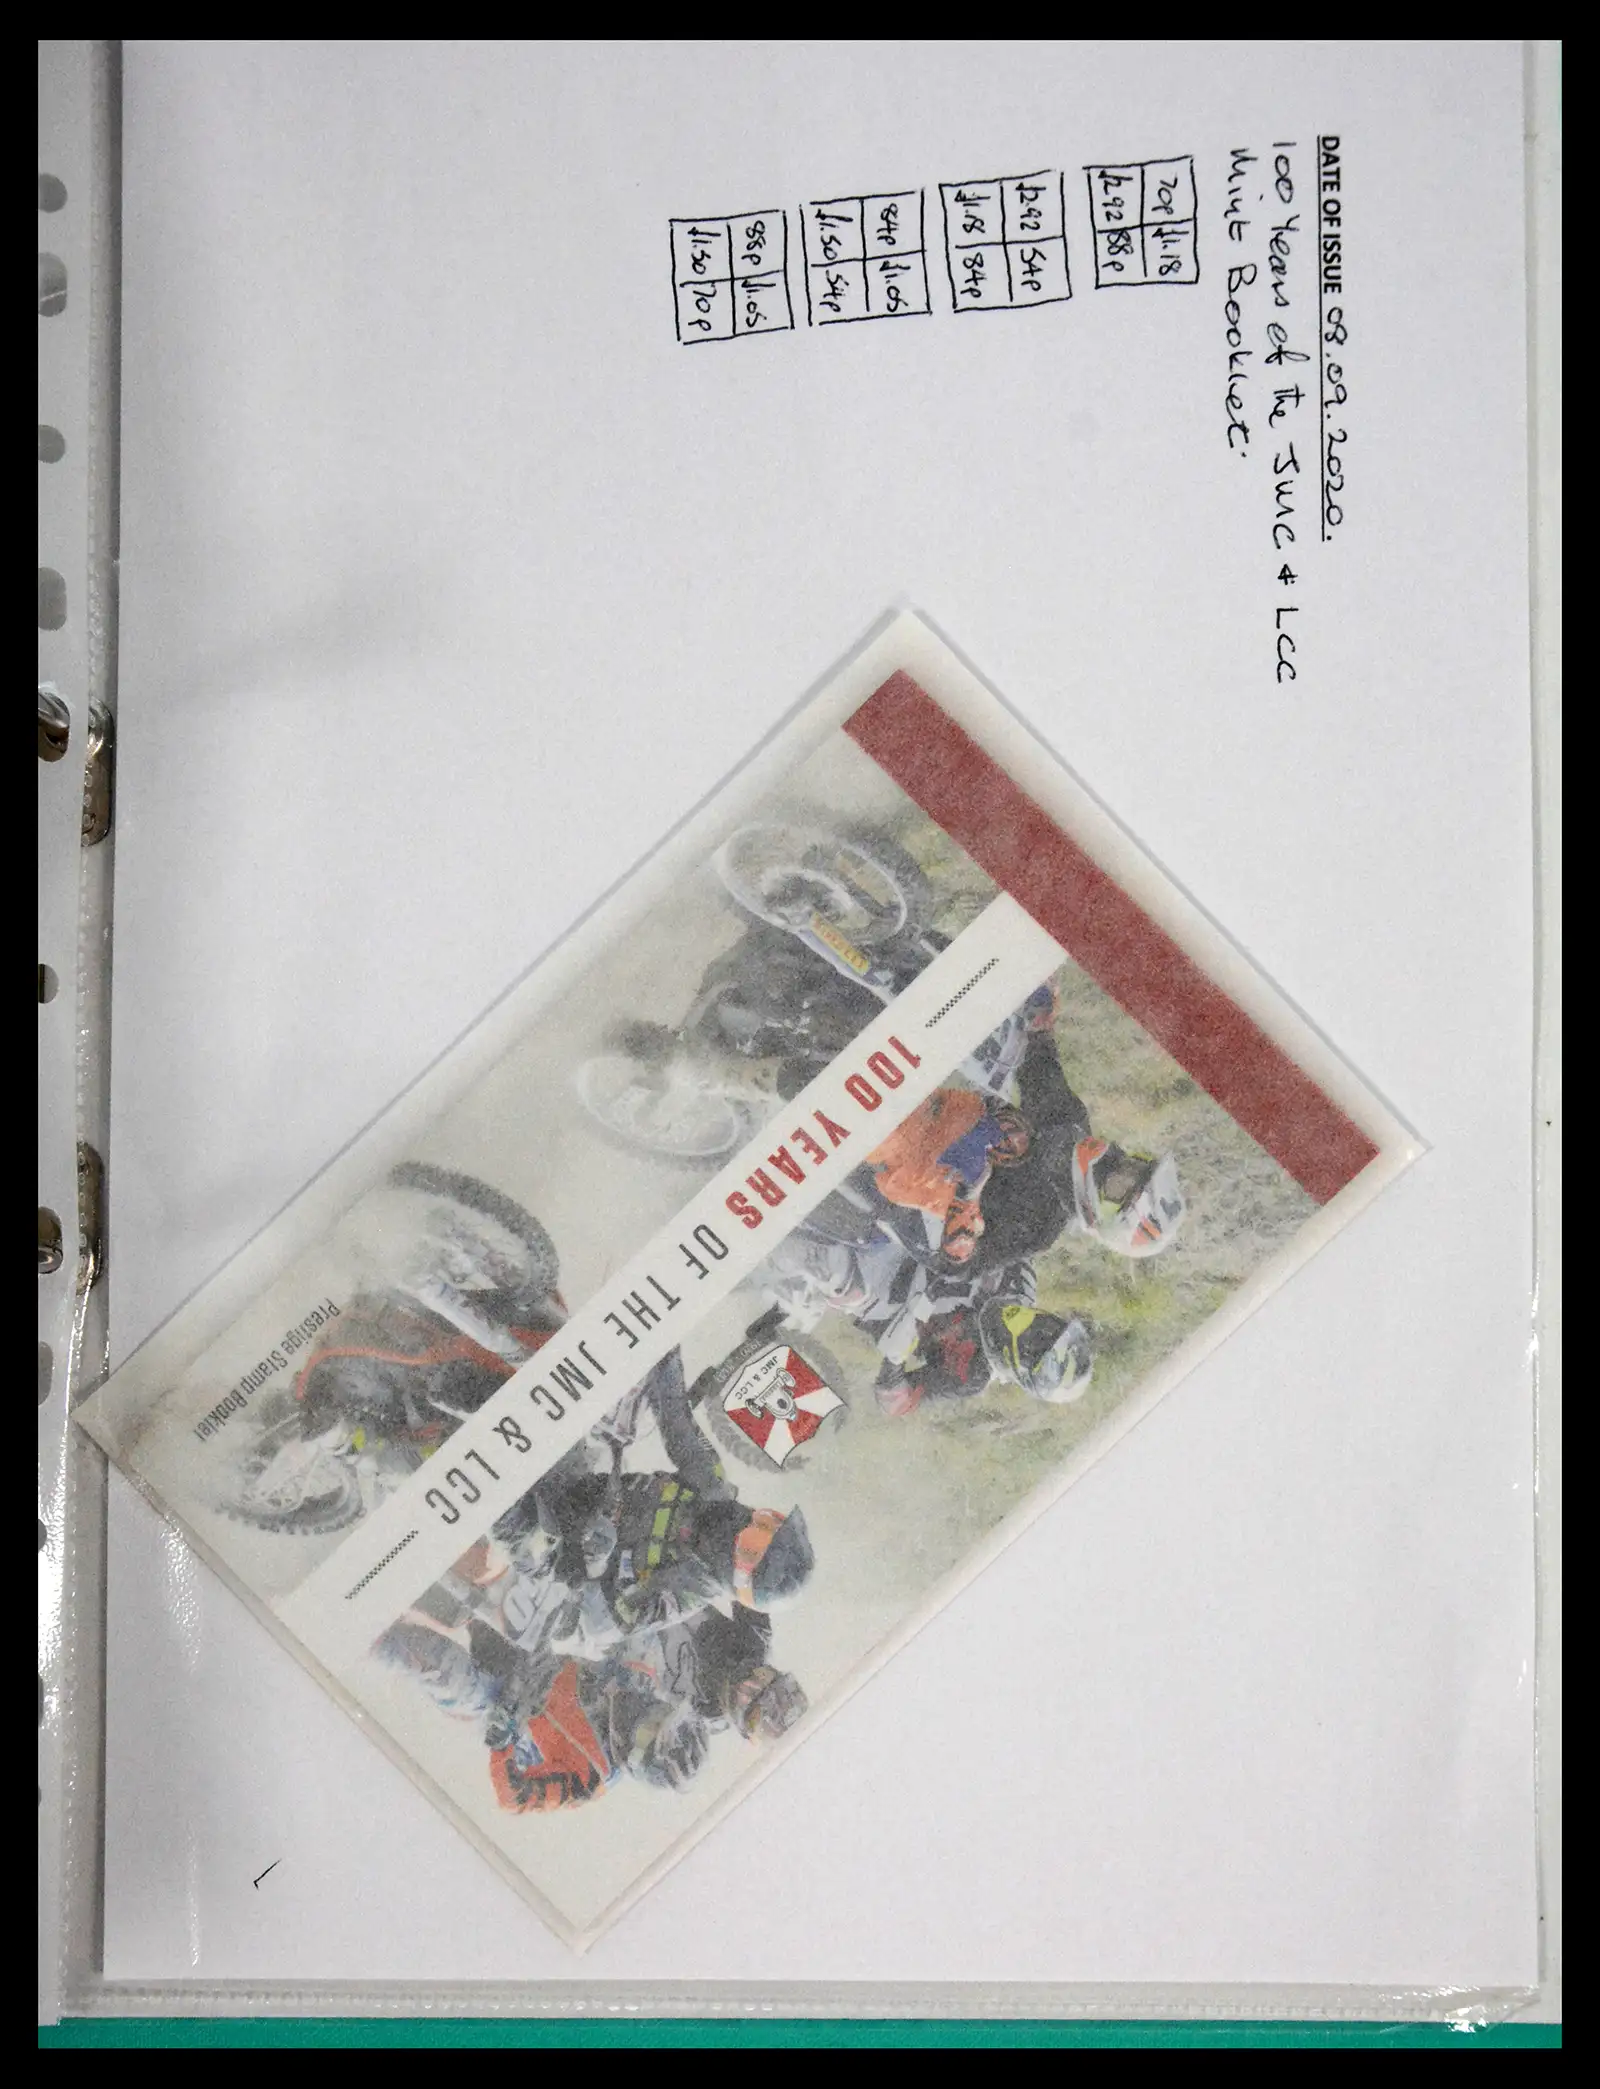 DATE OF ISSUE 08.09.2020.
100 Years of the JMC & LCC
Mint Booklet.
70p £1.18
£2.92 88p
£2.92 54p
£1.18 84p
84p £1.05
£1.50 54p
88p £1.05
£1.50 70p
100 YEARS OF THE JMC & LCC
JMC & LCC
Prestige Stamp Booklet